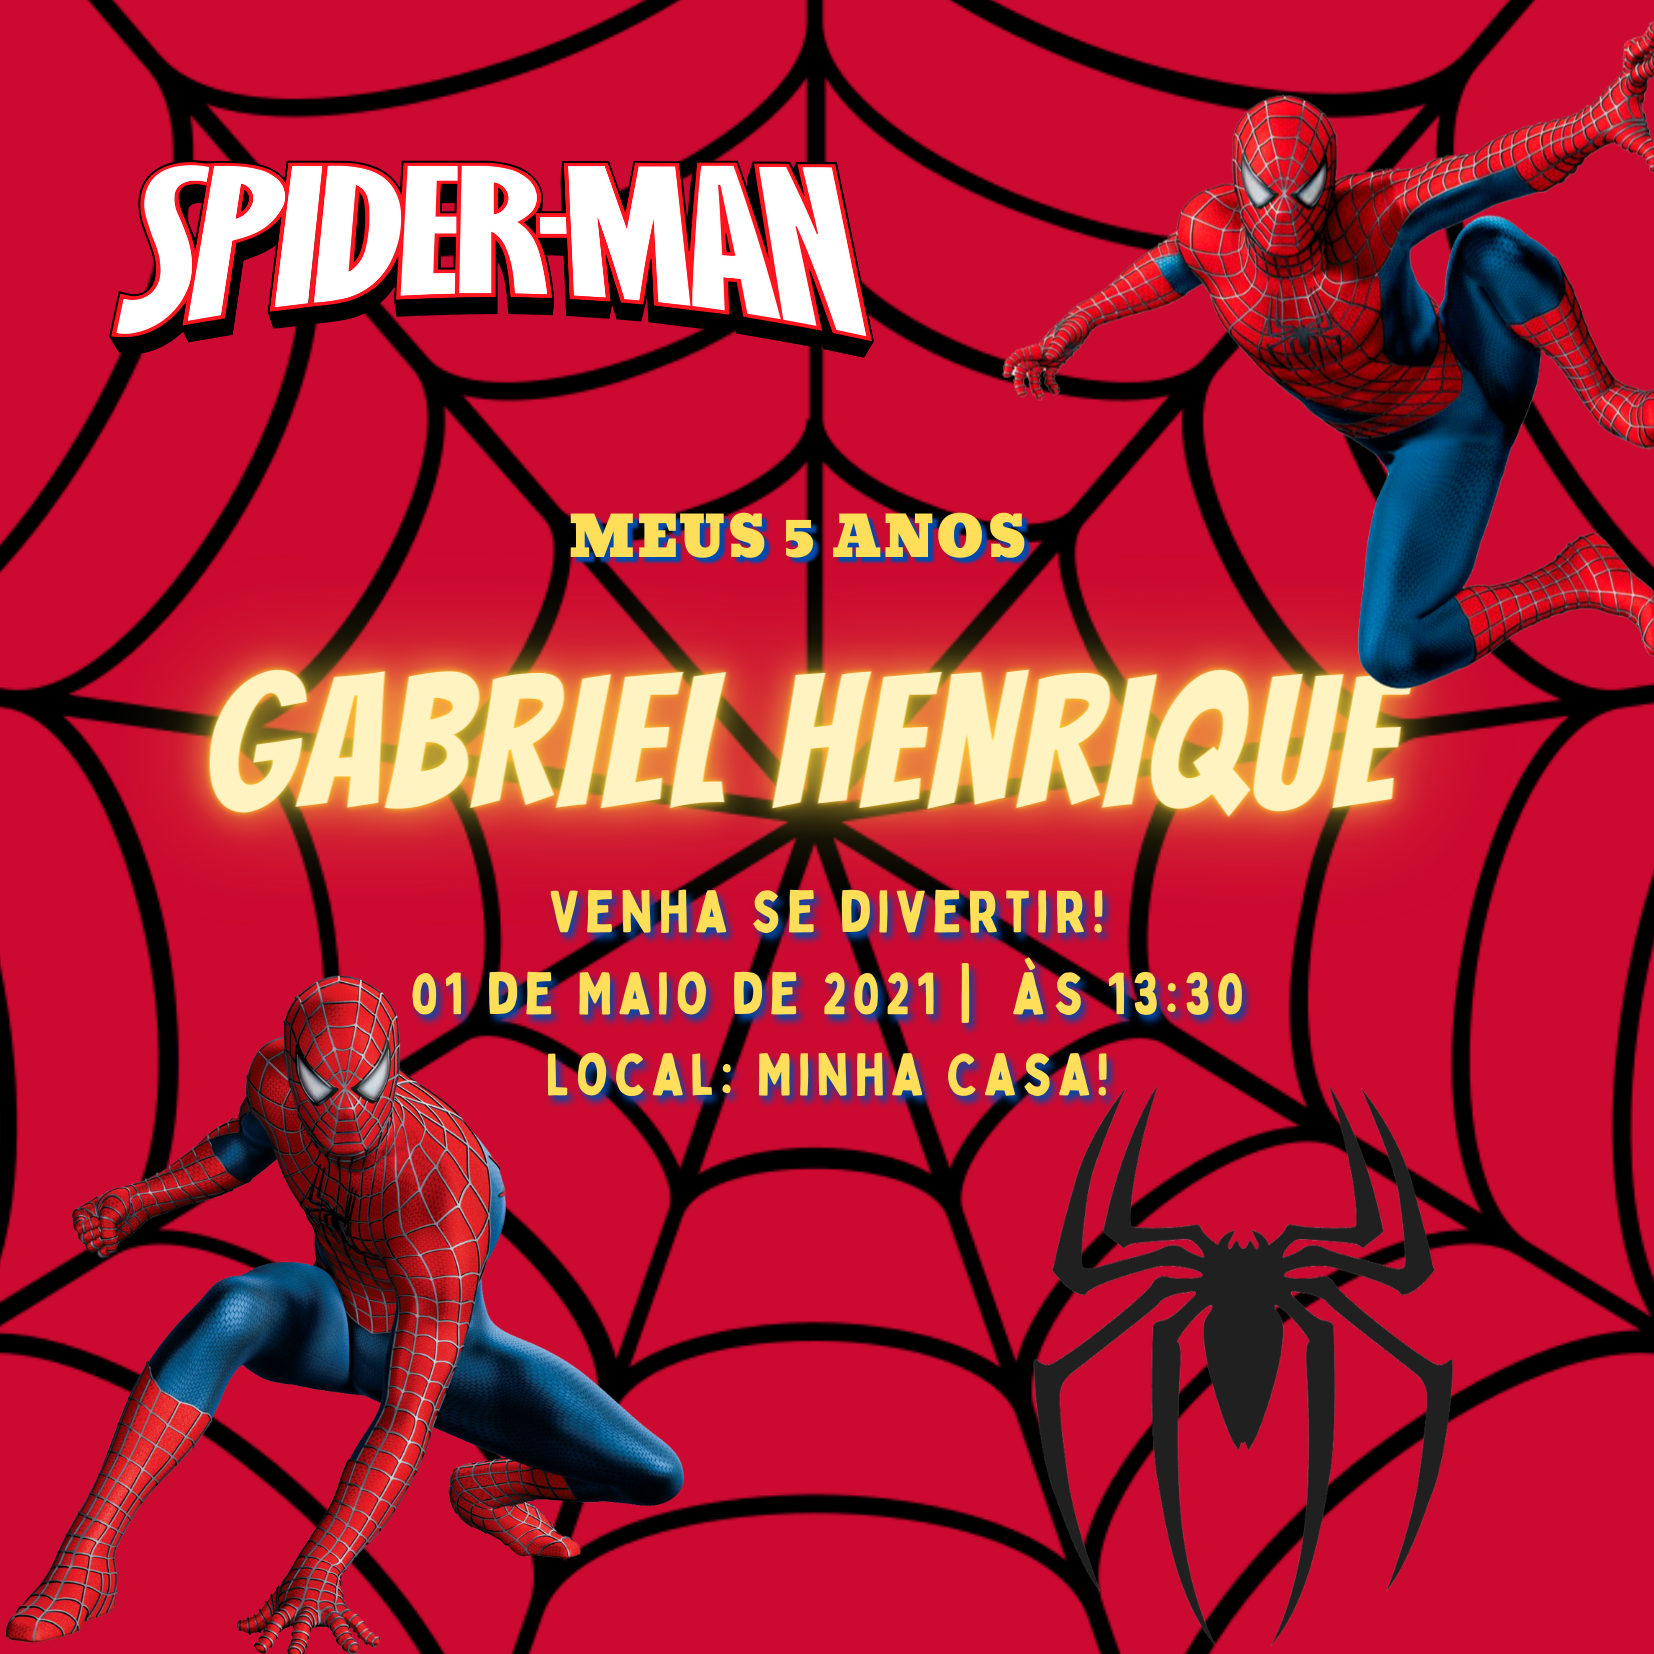 SPIDER-MAN
MEUS 5 ANOS
GABRIEL HENRIQUE
VENHA SE DIVERTIR!
01 DE MAIO DE 2021 | ÀS 13:30
LOCAL: MINHA CASA!